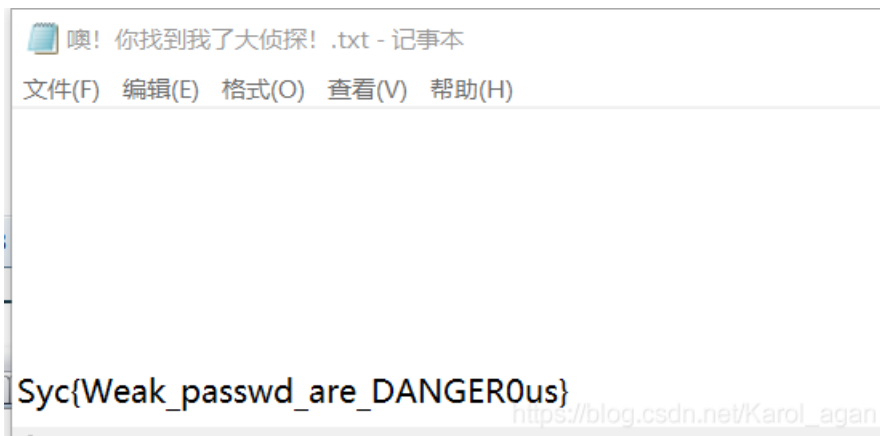 噢！你找到我了大侦探！.txt - 记事本
文件(F) 编辑(E) 格式(O) 查看(V) 帮助(H)
Syc{Weak_passwd_are_DANGER0us}
https://blog.csdn.net/Karol_agan